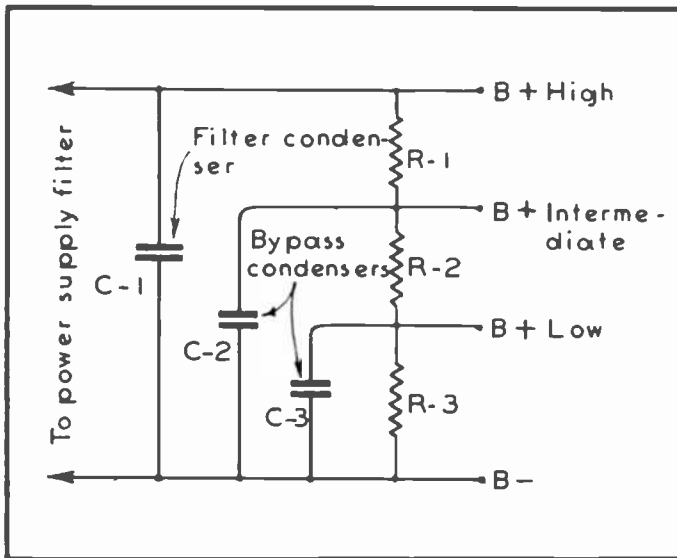 To power supply filter
B + High
Filter conden-
ser
R-1
B + Interme-
diate
Bypass
condensers
C-1
R-2
C-2
B + Low
C-3
R-3
B-